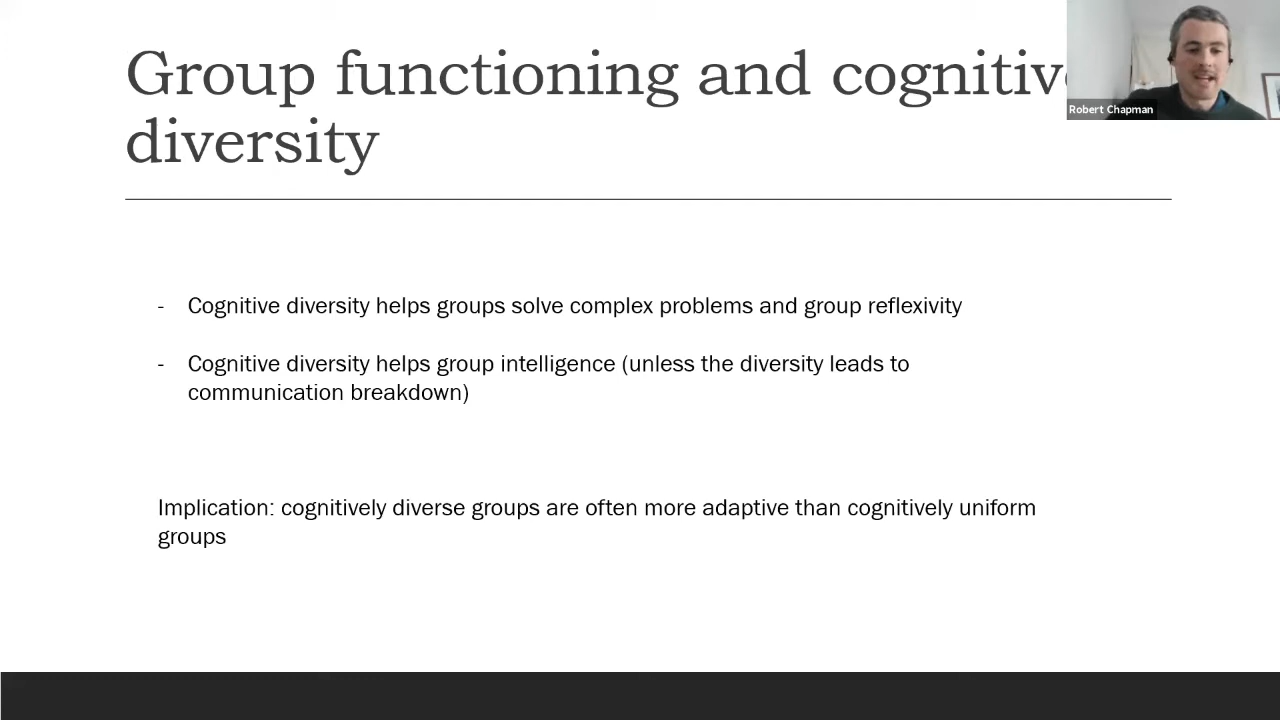 Group functioning and cognitiv
diversity
Robert Chapman
- Cognitive diversity helps groups solve complex problems and group reflexivity
- Cognitive diversity helps group intelligence (unless the diversity leads to
communication breakdown)
Implication: cognitively diverse groups are often more adaptive than cognitively uniform
groups